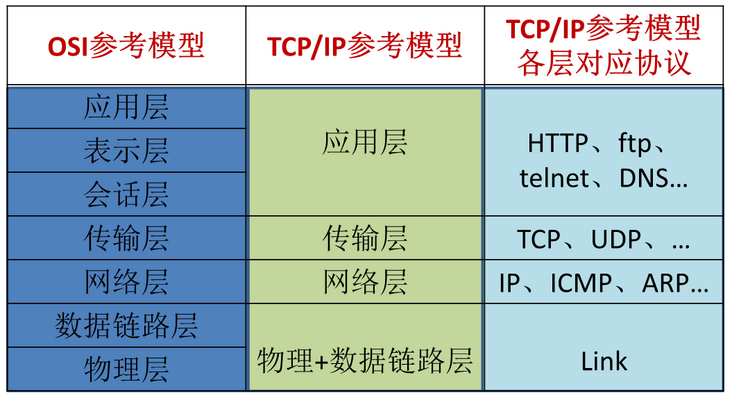 OSI参考模型
TCP/IP参考模型
TCP/IP参考模型
各层对应协议
应用层
表示层
会话层
应用层
HTTP、ftp、
telnet、DNS…
传输层
传输层
TCP、UDP、…
网络层
网络层
IP、ICMP、ARP…
数据链路层
物理层
物理+数据链路层
Link